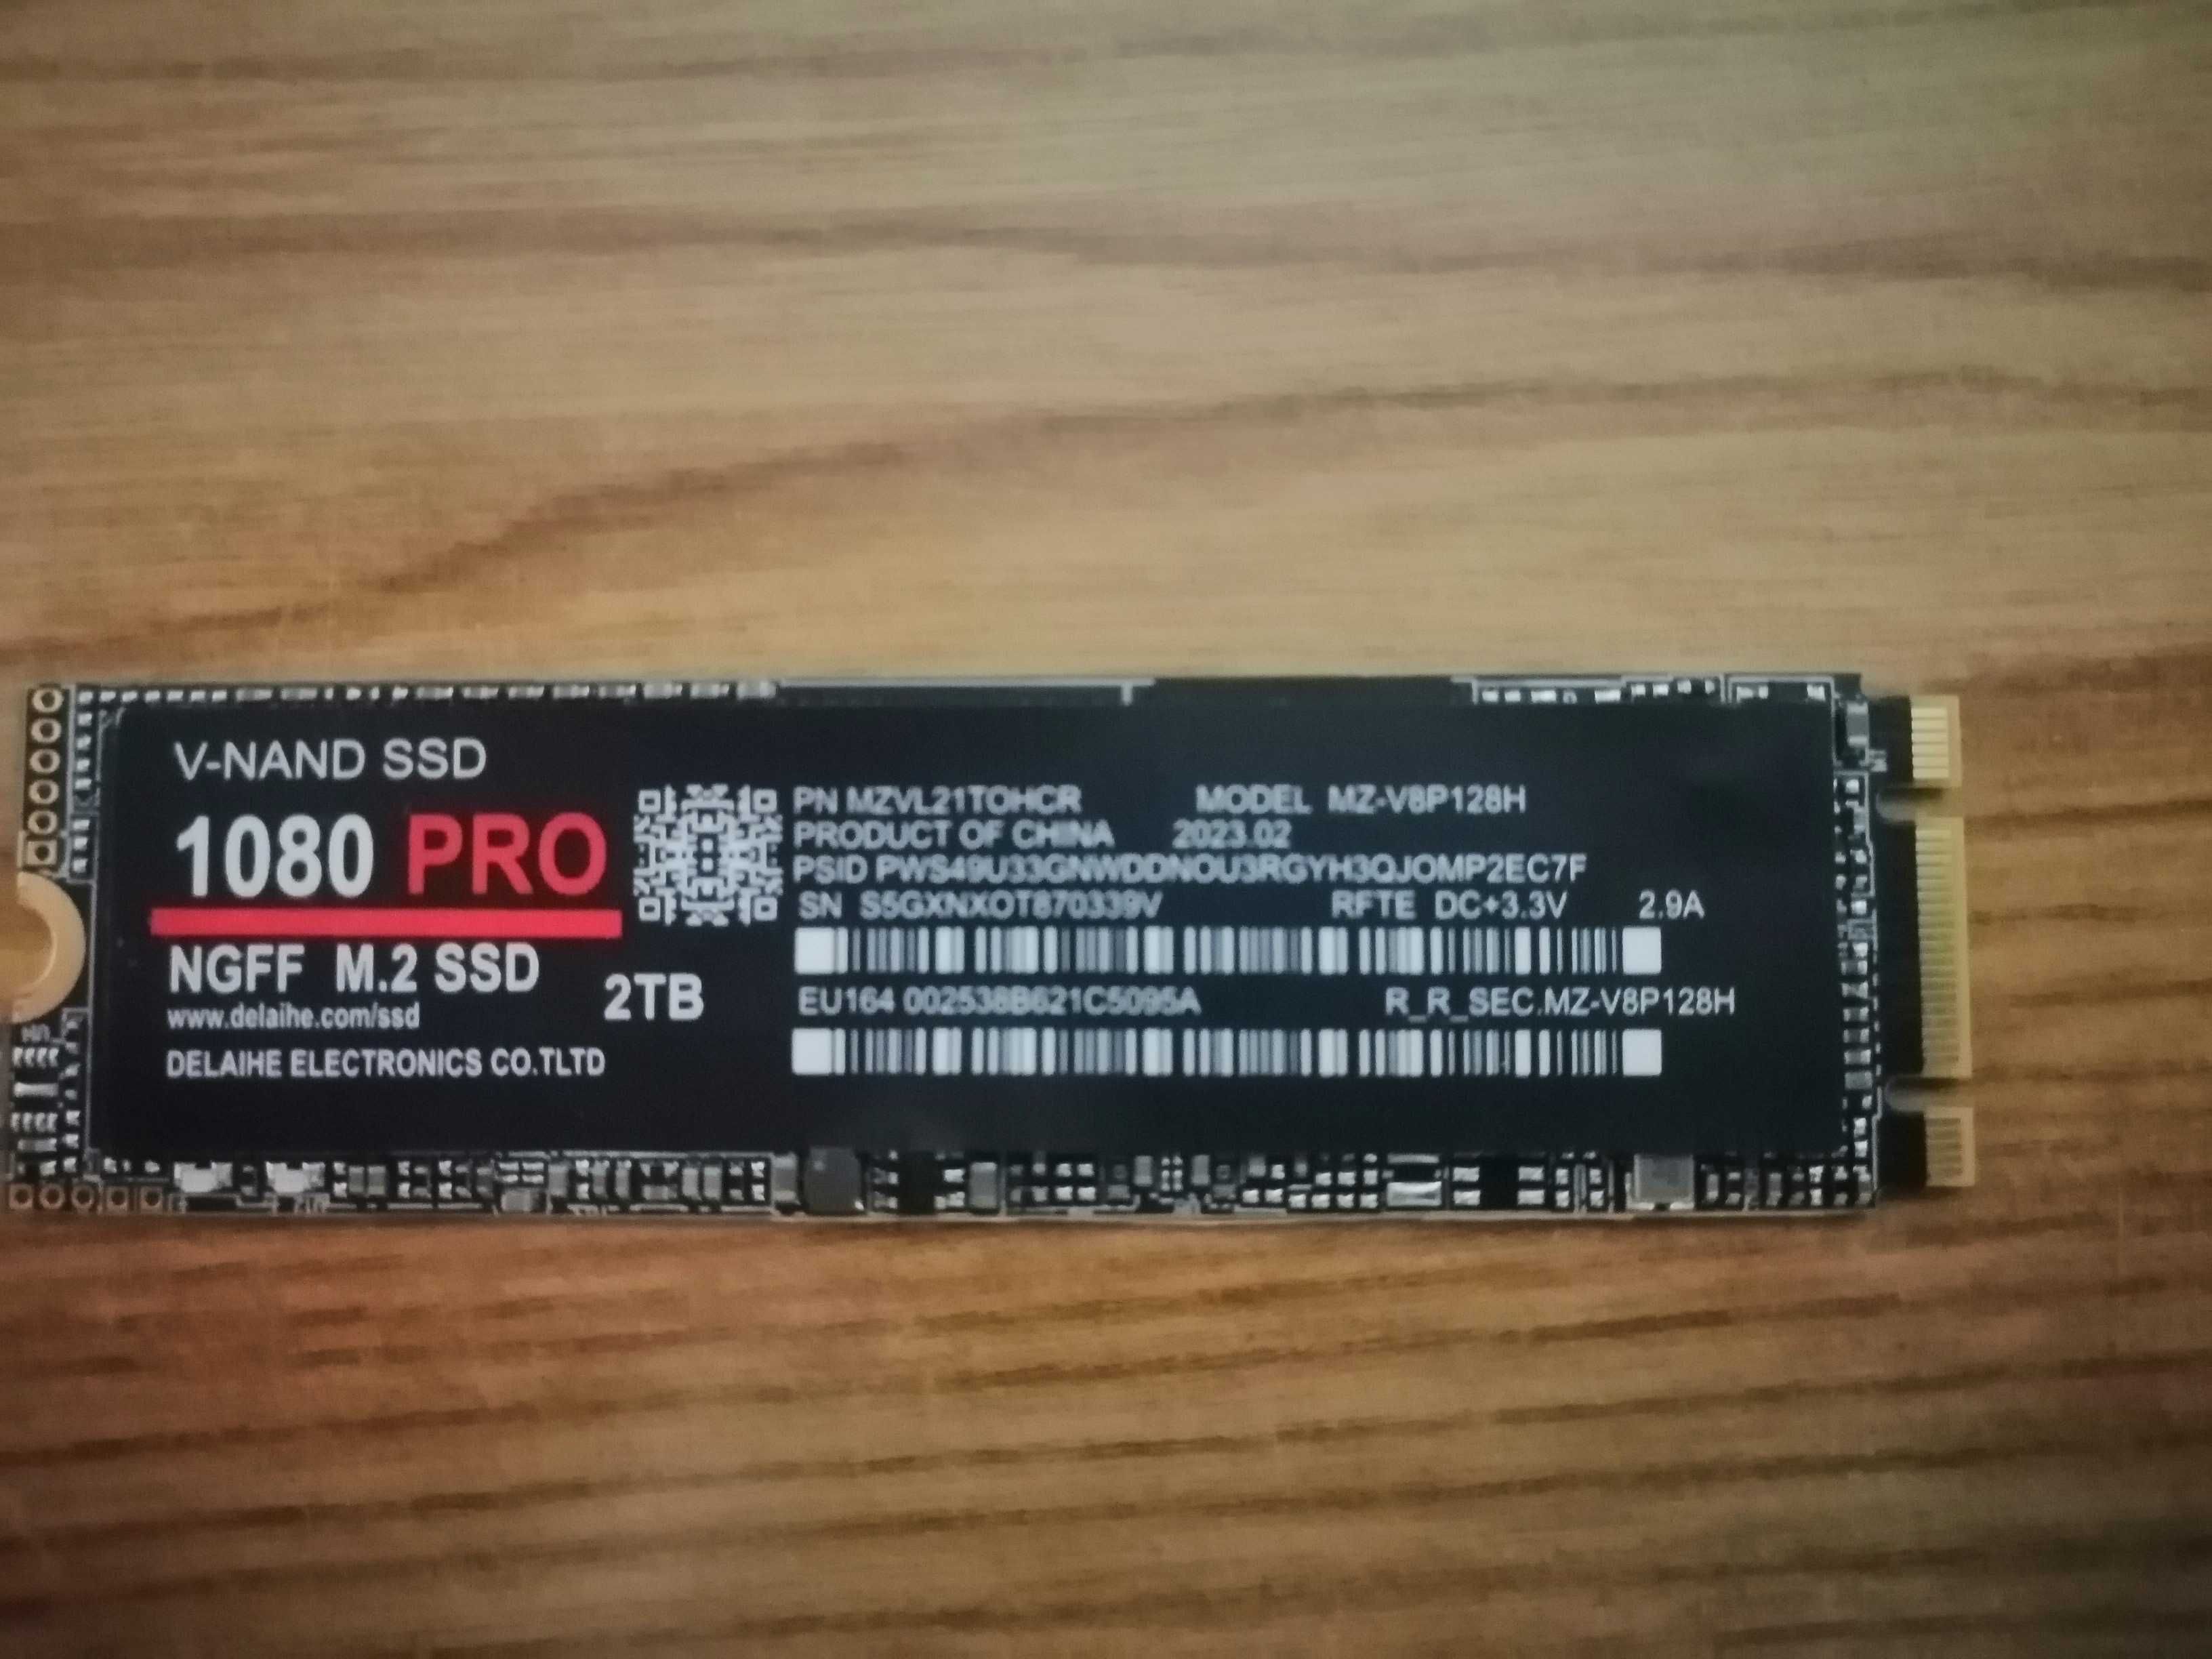 V-NAND SSD
1080 PRO
NGFF M.2 SSD
www.delaihe.com/ssd
2TB
DELAIHE ELECTRONICS CO.TLTD
PN MZVL21TOHCR MODEL MZ-V8P128H
PRODUCT OF CHINA 2023.02
PSID PWS49U33GNWDDNOU3RGYH3QJOMP2EC7F
SN S5GXNXOT870339V RFTE DC+3.3V 2.9A
EU164 002538B621C5095A R_R_SEC.MZ-V8P128H